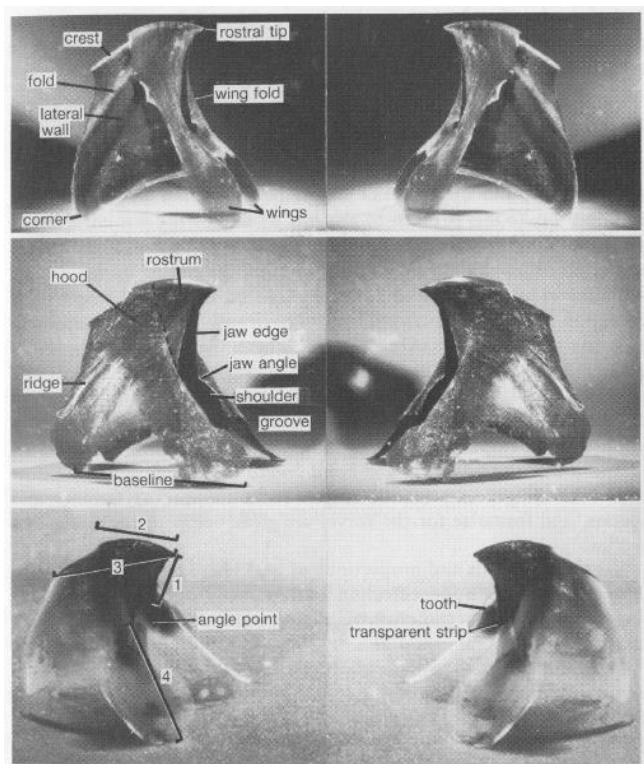 crest
rostral tip
fold
wing fold
lateral
wall
corner
wings
rostrum
hood
jaw edge
jaw angle
ridge
shoulder
groove
baseline
2
3
1
angle point
4
tooth
transparent strip